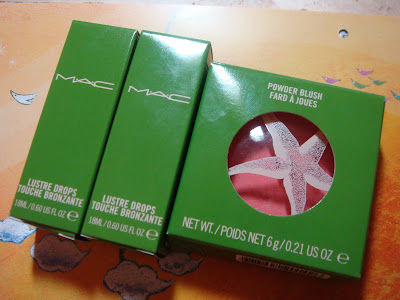 MAC
LUSTRE DROPS
TOUCHE BRONZANTE
18ML/0.60 US FL OZ e
MAC
LUSTRE DROPS
TOUCHE BRONZANTE
18ML/0.60 US FL OZ e
POWDER BLUSH
FARD À JOUES
NET WT./POIDS NET 6 g/0.21 US OZ e